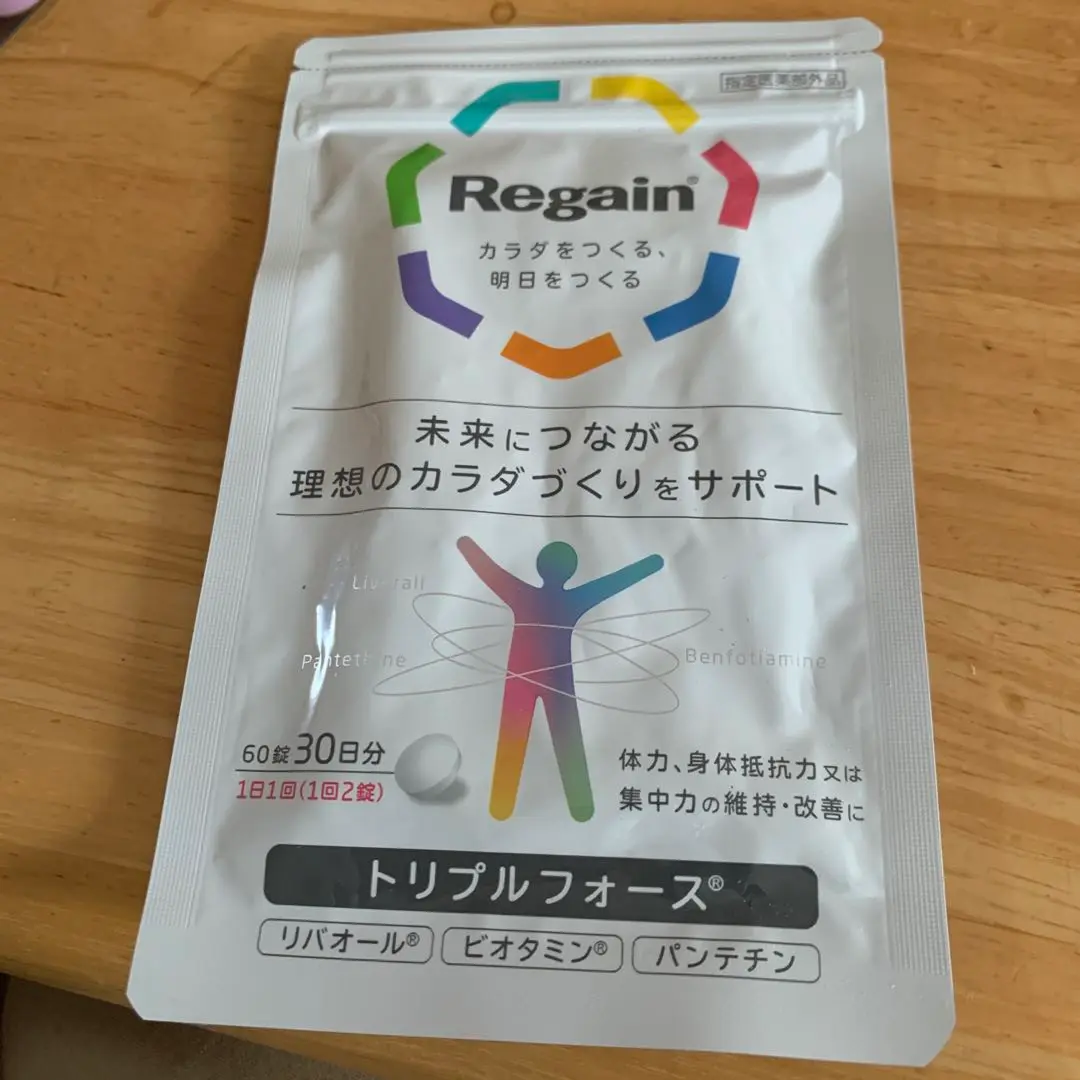 指定医薬部外品
Regain®
カラダをつくる、
明日をつくる
未来につながる
理想のカラダづくりをサポート
Benfotiamine
60錠30日分
1日1回(1回2錠)
体力、身体抵抗力又は
集中力の維持・改善に
トリプルフォース®
リバオール® ビオタミン® パンテチン